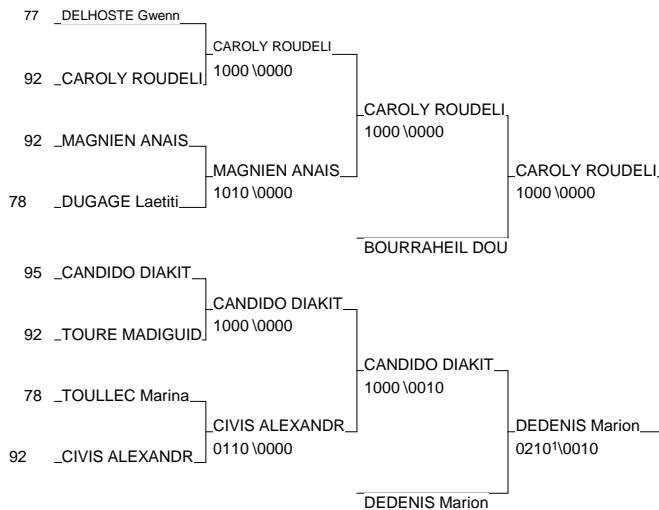 77 DELHOSTE Gwenn
CAROLY ROUDELI
1000 \0000
92 CAROLY ROUDELI
CAROLY ROUDELI
1000 \0000
92 MAGNIEN ANAIS
MAGNIEN ANAIS
1010 \0000
CAROLY ROUDELI
1000 \0000
78 DUGAGE Laetiti
BOURRAHEIL DOU
95 CANDIDO DIAKIT
CANDIDO DIAKIT
1000 \0000
92 TOURE MADIGUID
CANDIDO DIAKIT
1000 \0010
78 TOULLEC Marina
CIVIS ALEXANDR
0110 \0000
DEDENIS Marion
0210¹\0010
92 CIVIS ALEXANDR
DEDENIS Marion